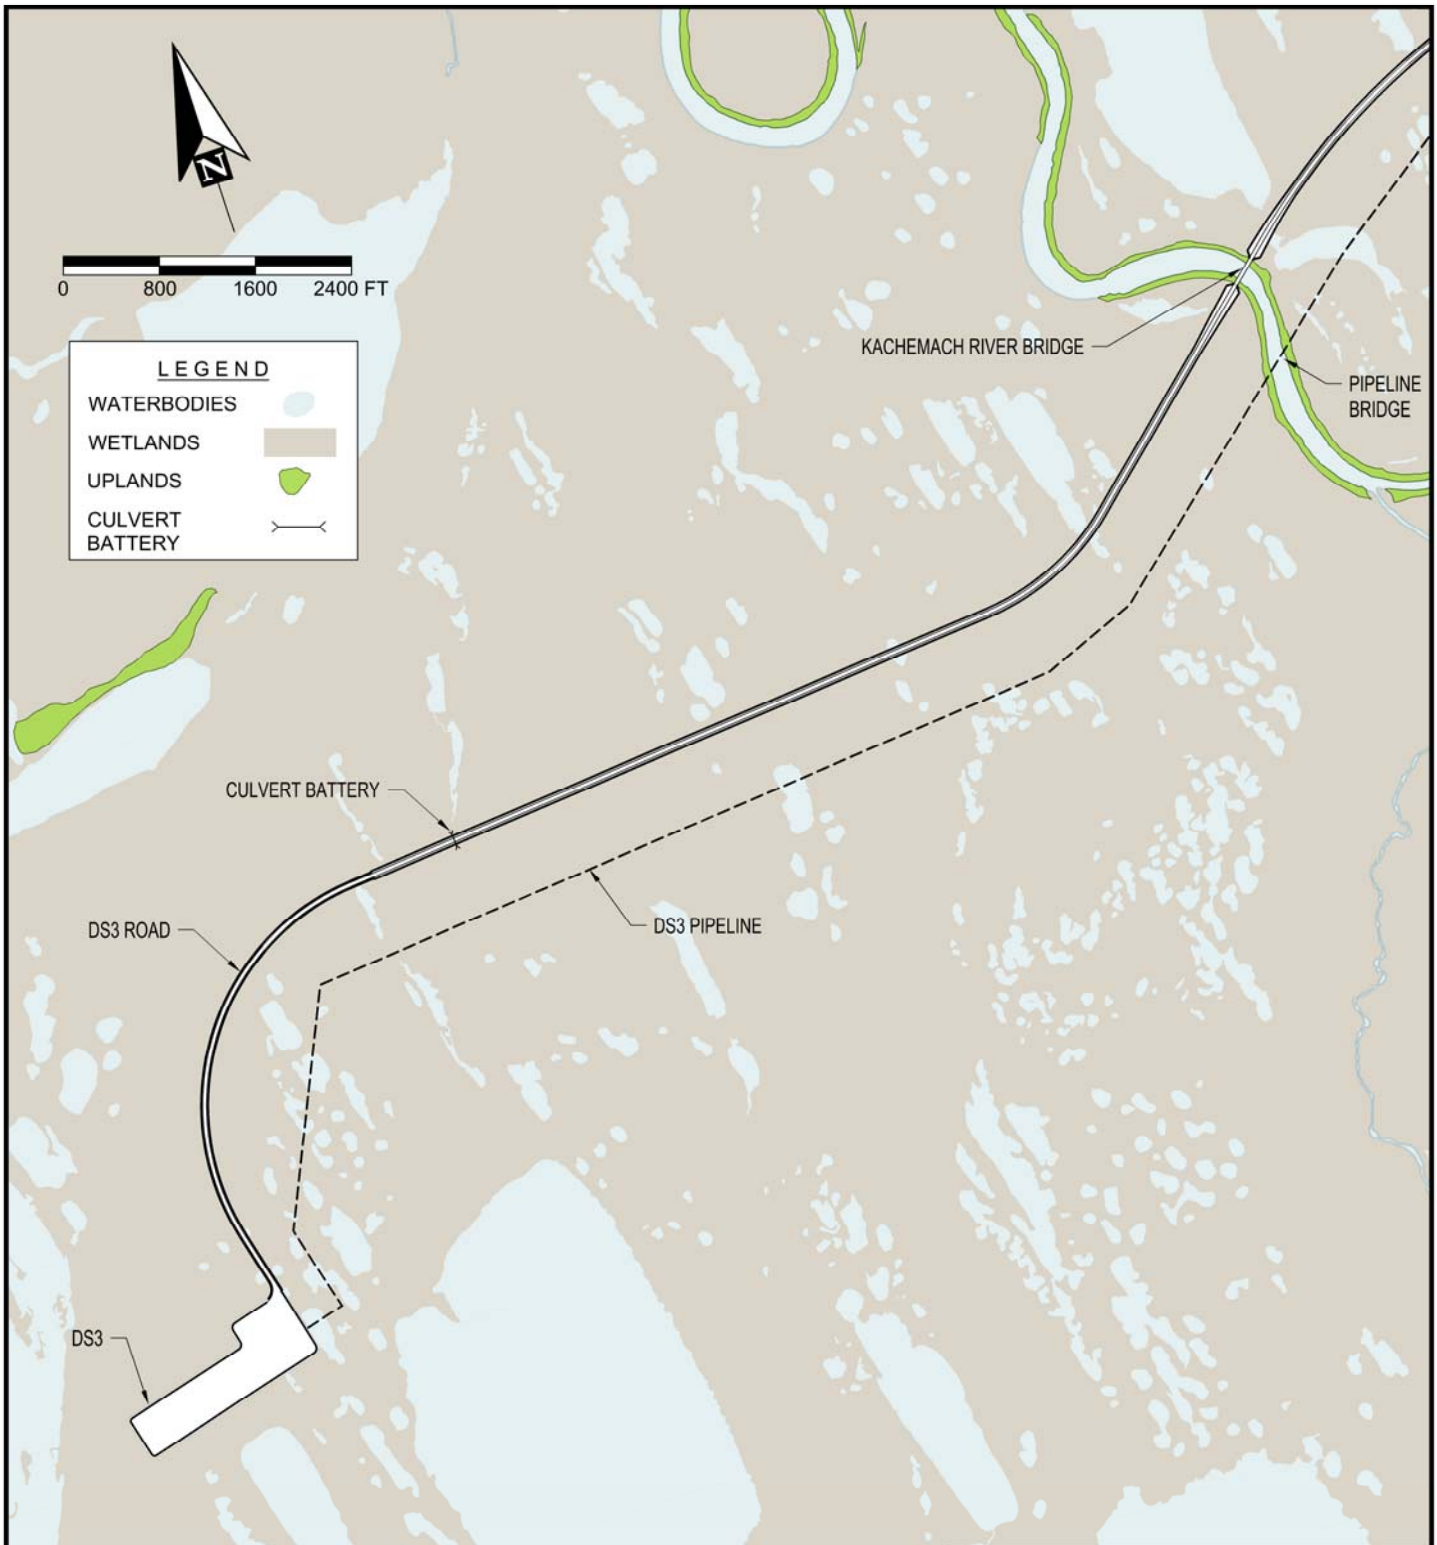 N
0 800 1600 2400 FT
LEGEND
WATERBODIES
WETLANDS
UPLANDS
CULVERT
BATTERY
KACHEMACH RIVER BRIDGE
PIPELINE
BRIDGE
CULVERT BATTERY
DS3 ROAD
DS3 PIPELINE
DS3